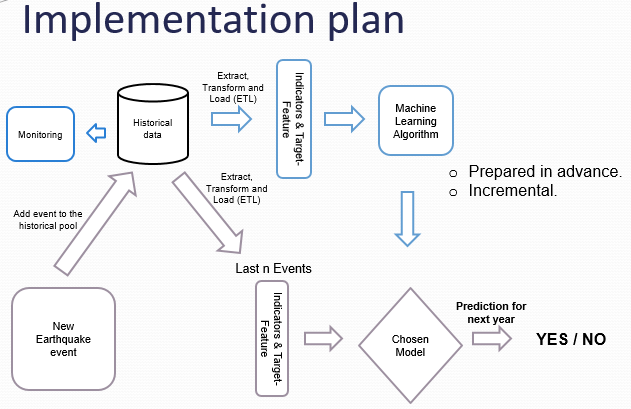 Implementation plan
Extract,
Transform and
Load (ETL)
Indicators & Target-
Feature
Monitoring
Historical
data
Machine
Learning
Algorithm
o Prepared in advance.
o Incremental.
Extract,
Transform and
Load (ETL)
Add event to the
historical pool
Last n Events
New
Earthquake
event
Indicators & Target-
Feature
Chosen
Model
Prediction for
next year
YES / NO